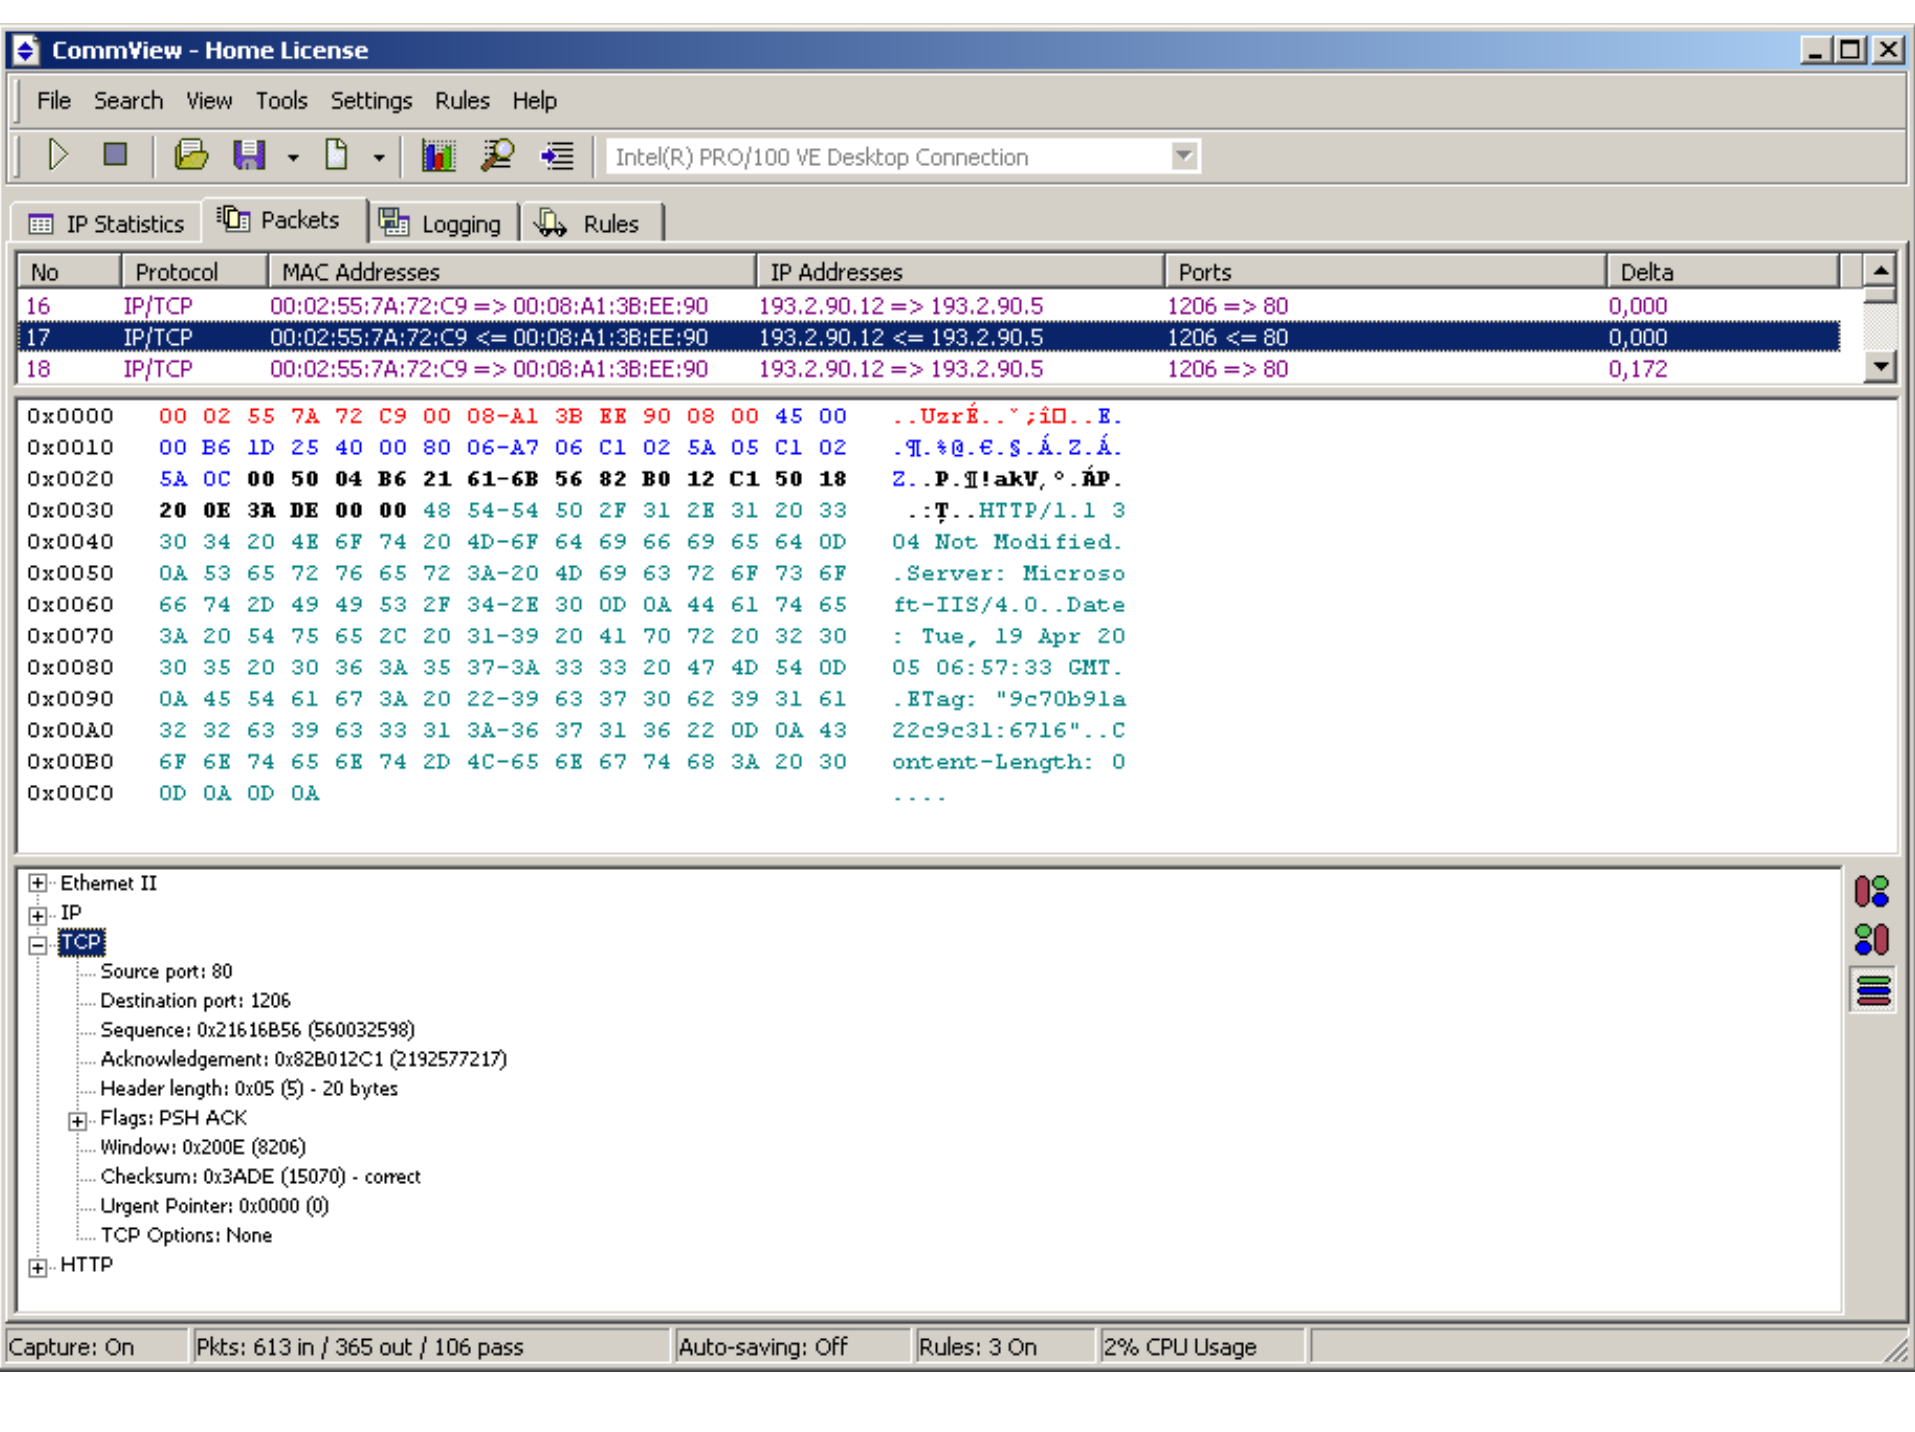 CommView - Home License
File Search View Tools Settings Rules Help
Intel(R) PRO/100 VE Desktop Connection
IP Statistics Packets Logging Rules
No Protocol MAC Addresses IP Addresses Ports Delta
16 IP/TCP 00:02:55:7A:72:C9 => 00:08:A1:3B:EE:90 193.2.90.12 => 193.2.90.5 1206 => 80 0,000
17 IP/TCP 00:02:55:7A:72:C9 <= 00:08:A1:3B:EE:90 193.2.90.12 <= 193.2.90.5 1206 <= 80 0,000
18 IP/TCP 00:02:55:7A:72:C9 => 00:08:A1:3B:EE:90 193.2.90.12 => 193.2.90.5 1206 => 80 0,172
0x0000 00 02 55 7A 72 C9 00 08-A1 3B EE 90 08 00 45 00 ..UzrÉ..ˇ;î□..E.
0x0010 00 B6 1D 25 40 00 80 06-A7 06 C1 02 5A 05 C1 02 .¶.%@.€.§.Á.Z.Á.
0x0020 5A 0C 00 50 04 B6 21 61-6B 56 82 B0 12 C1 50 18 Z..P.¶!akV‚°.ÁP.
0x0030 20 0E 3A DE 00 00 48 54-54 50 2F 31 2E 31 20 33 .:Ţ..HTTP/1.1 3
0x0040 30 34 20 4E 6F 74 20 4D-6F 64 69 66 69 65 64 0D 04 Not Modified.
0x0050 0A 53 65 72 76 65 72 3A-20 4D 69 63 72 6F 73 6F .Server: Microso
0x0060 66 74 2D 49 49 53 2F 34-2E 30 0D 0A 44 61 74 65 ft-IIS/4.0..Date
0x0070 3A 20 54 75 65 2C 20 31-39 20 41 70 72 20 32 30 : Tue, 19 Apr 20
0x0080 30 35 20 30 36 3A 35 37-3A 33 33 20 47 4D 54 0D 05 06:57:33 GMT.
0x0090 0A 45 54 61 67 3A 20 22-39 63 37 30 62 39 31 61 .ETag: "9c70b91a
0x00A0 32 32 63 39 63 33 31 3A-36 37 31 36 22 0D 0A 43 22c9c31:6716"..C
0x00B0 6F 6E 74 65 6E 74 2D 4C-65 6E 67 74 68 3A 20 30 ontent-Length: 0
0x00C0 0D 0A 0D 0A ....
Ethernet II
IP
TCP
Source port: 80
Destination port: 1206
Sequence: 0x21616B56 (560032598)
Acknowledgement: 0x82B012C1 (2192577217)
Header length: 0x05 (5) - 20 bytes
Flags: PSH ACK
Window: 0x200E (8206)
Checksum: 0x3ADE (15070) - correct
Urgent Pointer: 0x0000 (0)
TCP Options: None
HTTP
Capture: On Pkts: 613 in / 365 out / 106 pass Auto-saving: Off Rules: 3 On 2% CPU Usage